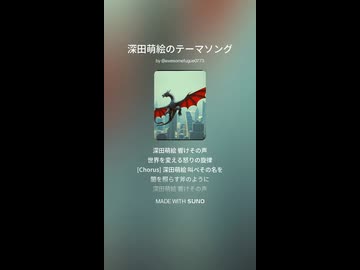 深田萌絵のテーマソング
by @awesomefugue0773
深田萌絵 響けその声
世界を変える怒りの旋律
[Chorus] 深田萌絵 叫べその名を
闇を照らす斧のように
深田萌絵 響けその声
MADE WITH SUNO